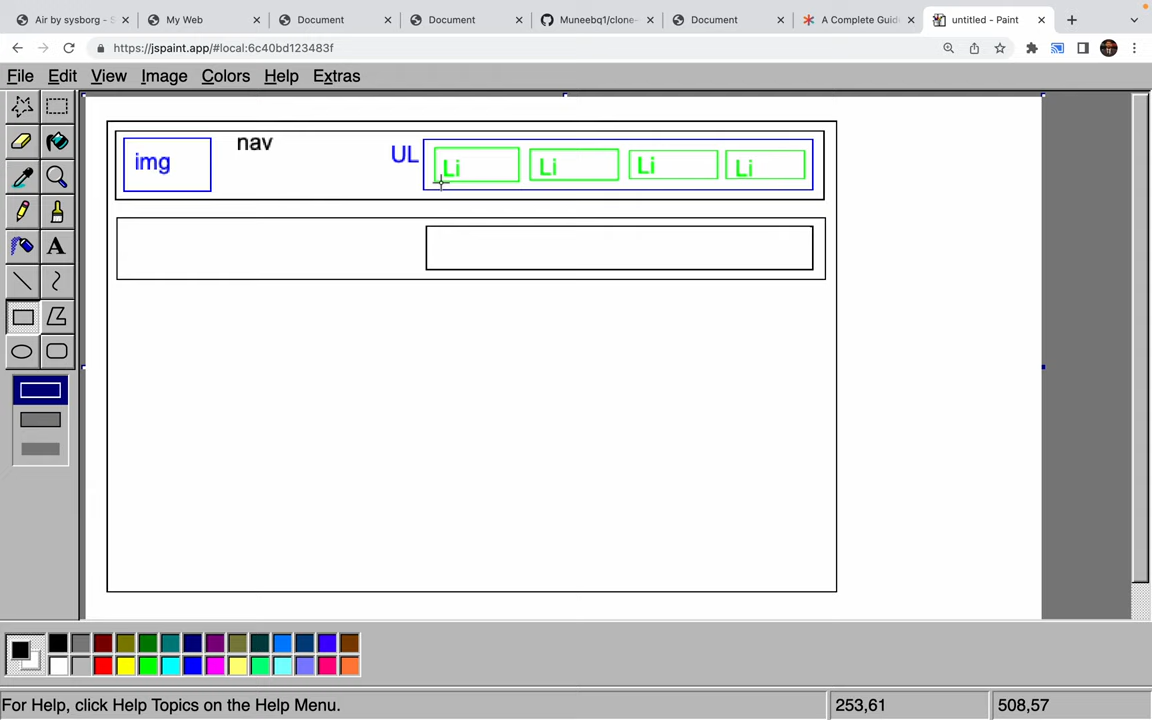 Air by sysborg - S
My Web
Document
Document
Muneebq1/clone-
Document
A Complete Guid
untitled - Paint
https://jspaint.app/#local:6c40bd123483f
File Edit View Image Colors Help Extras
img
nav
UL
Li
Li
Li
Li
A
For Help, click Help Topics on the Help Menu.
253,61
508,57